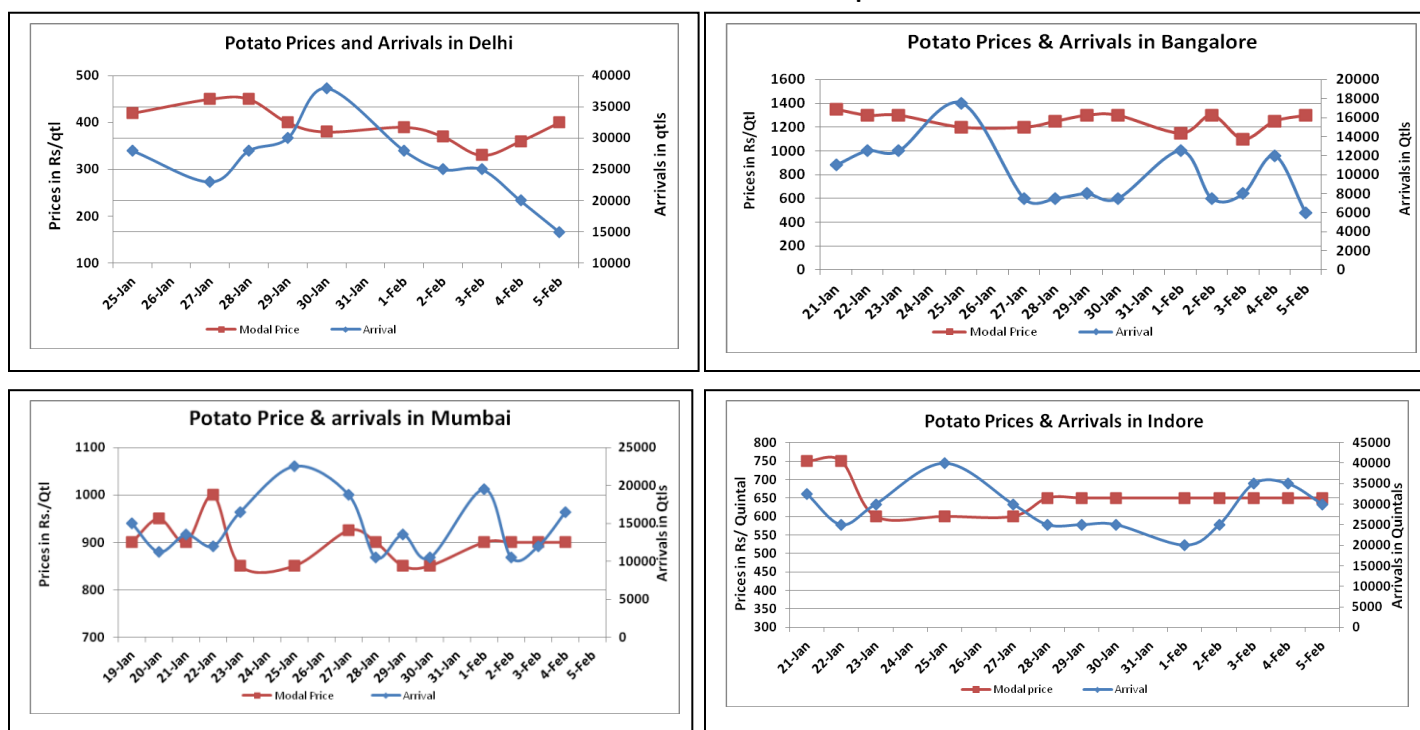 Potato Prices and Arrivals in Delhi
Prices in Rs/qtl
500
400
300
200
100
40000
35000
30000
25000
20000
15000
10000
Arrivals in qtls
25-Jan
26-Jan
27-Jan
28-Jan
29-Jan
30-Jan
31-Jan
1-Feb
2-Feb
3-Feb
4-Feb
5-Feb
Modal Price Arrival
Potato Prices & Arrivals in Bangalore
Prices in Rs/Qtl
1600
1400
1200
1000
800
600
400
200
0
20000
18000
16000
14000
12000
10000
8000
6000
4000
2000
0
Arrivals in Qtls
21-Jan
22-Jan
23-Jan
24-Jan
25-Jan
26-Jan
27-Jan
28-Jan
29-Jan
30-Jan
31-Jan
1-Feb
2-Feb
3-Feb
4-Feb
5-Feb
Modal Price Arrival
Potato Price & arrivals in Mumbai
Prices in Rs./Qtl
1100
1000
900
800
700
25000
20000
15000
10000
5000
0
Arrivals in Qtls
19-Jan
20-Jan
21-Jan
22-Jan
23-Jan
24-Jan
25-Jan
26-Jan
27-Jan
28-Jan
29-Jan
30-Jan
31-Jan
1-Feb
2-Feb
3-Feb
4-Feb
5-Feb
Modal Price Arrival
Potato Prices & Arrivals in Indore
Prices in Rs/ Quintal
800
750
700
650
600
550
500
450
400
350
300
45000
40000
35000
30000
25000
20000
15000
10000
5000
0
Arrivals in Quintals
21-Jan
22-Jan
23-Jan
24-Jan
25-Jan
26-Jan
27-Jan
28-Jan
29-Jan
30-Jan
31-Jan
1-Feb
2-Feb
3-Feb
4-Feb
5-Feb
Modal price Arrival